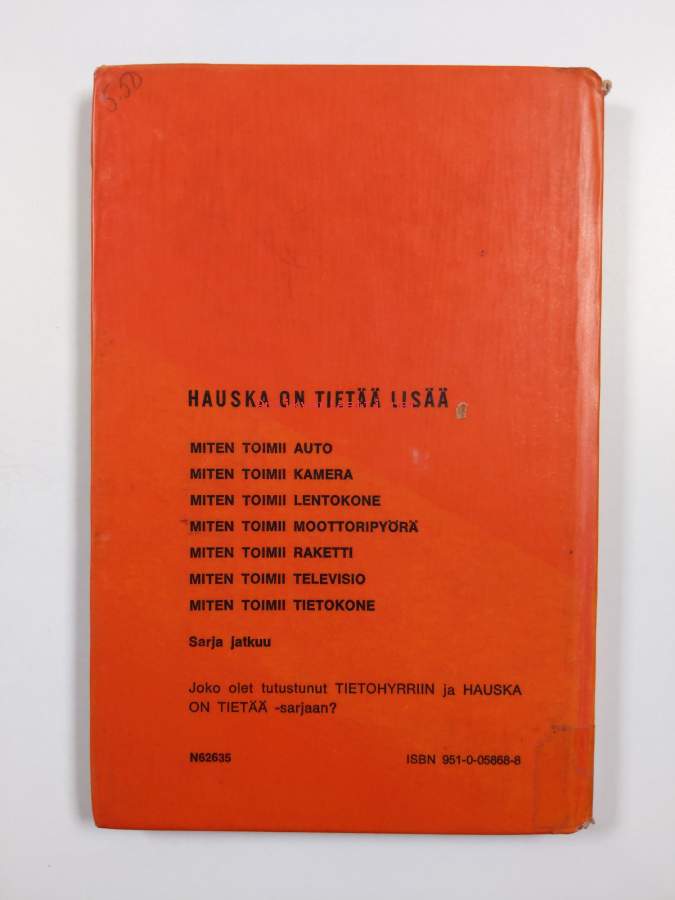 5.50
HAUSKA ON TIETÄÄ LISÄÄ
MITEN TOIMII AUTO
MITEN TOIMII KAMERA
MITEN TOIMII LENTOKONE
MITEN TOIMII MOOTTORIPYÖRÄ
MITEN TOIMII RAKETTI
MITEN TOIMII TELEVISIO
MITEN TOIMII TIETOKONE
Sarja jatkuu
Joko olet tutustunut TIETOHYRRIIN ja HAUSKA
ON TIETÄÄ -sarjaan?
N62635 ISBN 951-0-05868-8